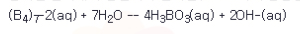 (B₄)₇-2(aq) + 7H₂O -- 4H₃BO₃(aq) + 2OH-(aq)